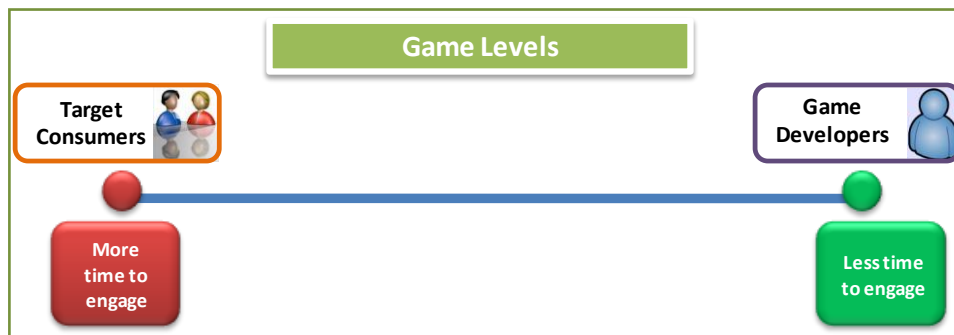 Game Levels
Target
Consumers
Game
Developers
More
time to
engage
Less time
to engage